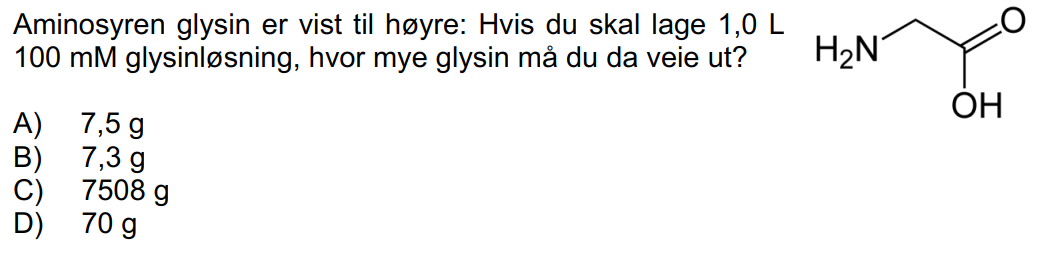 Aminosyren glysin er vist til høyre: Hvis du skal lage 1,0 L
100 mM glysinløsning, hvor mye glysin må du da veie ut?
H₂N
O
OH
A) 7,5 g
B) 7,3 g
C) 7508 g
D) 70 g